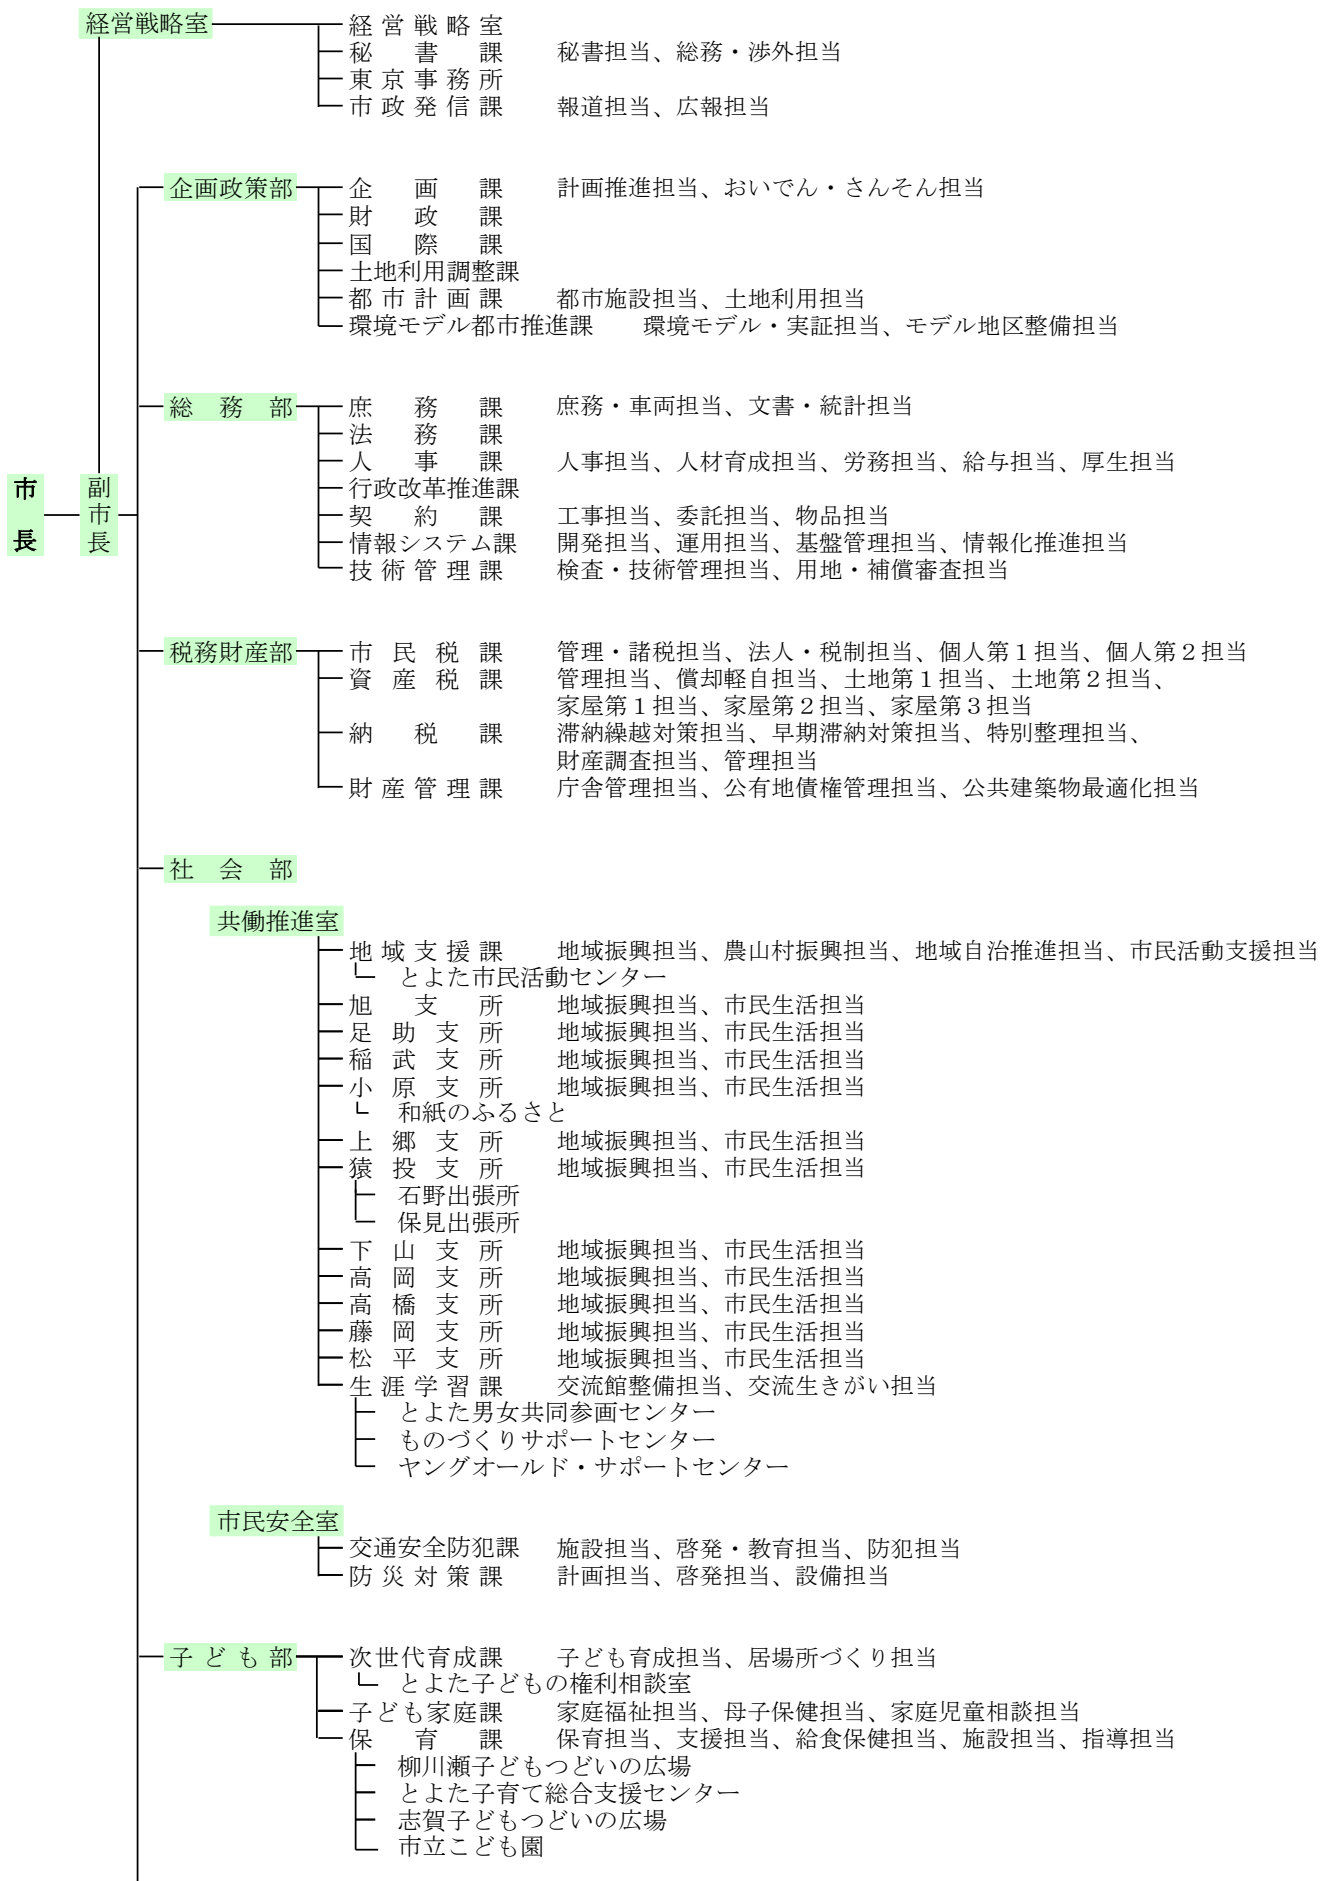 経営戦略室 経営戦略室
秘書課 秘書担当、総務・渉外担当
東京事務所
市政発信課 報道担当、広報担当
企画政策部 企画課 計画推進担当、おいでん・さんそん担当
財政課
国際課
土地利用調整課
都市計画課 都市施設担当、土地利用担当
環境モデル都市推進課 環境モデル・実証担当、モデル地区整備担当
総務部 庶務課 庶務・車両担当、文書・統計担当
法務課
人事課 人事担当、人材育成担当、労務担当、給与担当、厚生担当
市長 副市長
行政改革推進課
契約課 工事担当、委託担当、物品担当
情報システム課 開発担当、運用担当、基盤管理担当、情報化推進担当
技術管理課 検査・技術管理担当、用地・補償審査担当
税務財産部 市民税課 管理・諸税担当、法人・税制担当、個人第１担当、個人第２担当
資産税課 管理担当、償却軽自担当、土地第１担当、土地第２担当、
家屋第１担当、家屋第２担当、家屋第３担当
納税課 滞納繰越対策担当、早期滞納対策担当、特別整理担当、
財産調査担当、管理担当
財産管理課 庁舎管理担当、公有地債権管理担当、公共建築物最適化担当
社会部
共働推進室
地域支援課 地域振興担当、農山村振興担当、地域自治推進担当、市民活動支援担当
とよた市民活動センター
旭支所 地域振興担当、市民生活担当
足助支所 地域振興担当、市民生活担当
稲武支所 地域振興担当、市民生活担当
小原支所 地域振興担当、市民生活担当
和紙のふるさと
上郷支所 地域振興担当、市民生活担当
猿投支所 地域振興担当、市民生活担当
石野出張所
保見出張所
下山支所 地域振興担当、市民生活担当
高岡支所 地域振興担当、市民生活担当
高橋支所 地域振興担当、市民生活担当
藤岡支所 地域振興担当、市民生活担当
松平支所 地域振興担当、市民生活担当
生涯学習課 交流館整備担当、交流生きがい担当
とよた男女共同参画センター
ものづくりサポートセンター
ヤングオールド・サポートセンター
市民安全室
交通安全防犯課 施設担当、啓発・教育担当、防犯担当
防災対策課 計画担当、啓発担当、設備担当
子ども部 次世代育成課 子ども育成担当、居場所づくり担当
とよた子どもの権利相談室
子ども家庭課 家庭福祉担当、母子保健担当、家庭児童相談担当
保育課 保育担当、支援担当、給食保健担当、施設担当、指導担当
柳川瀬子どもつどいの広場
とよた子育て総合支援センター
志賀子どもつどいの広場
市立こども園